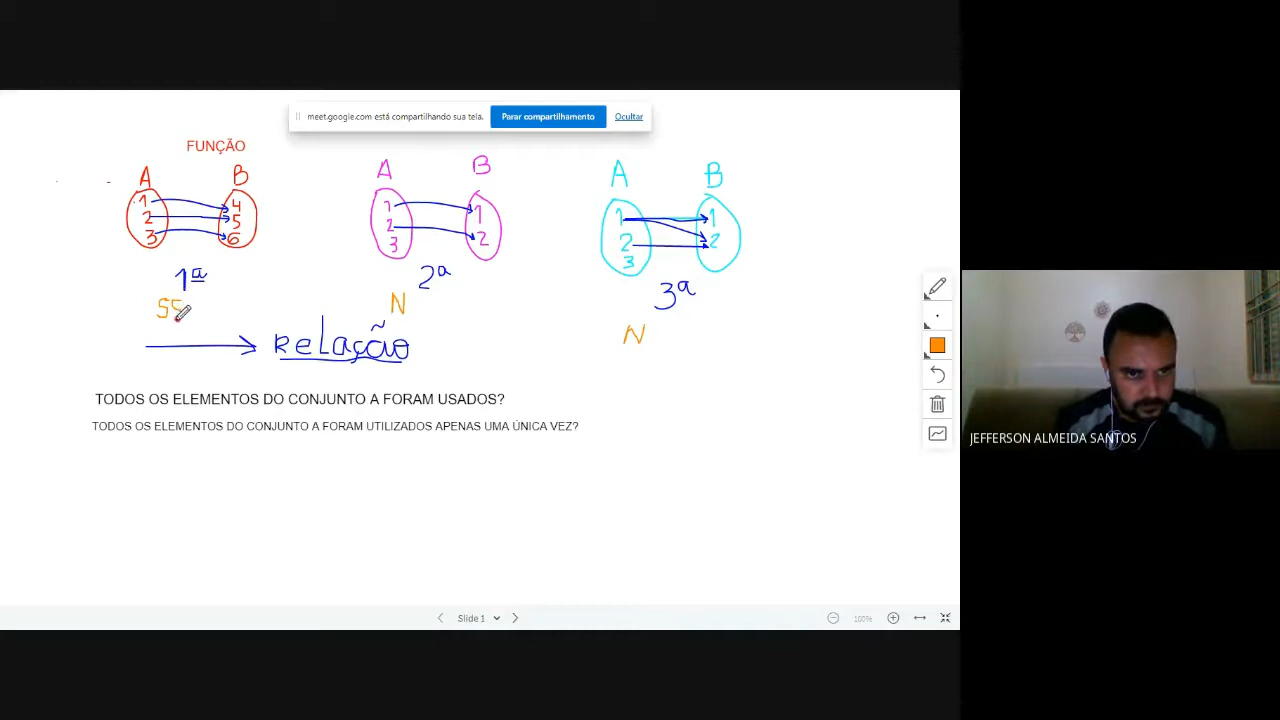 meet.google.com está compartilhando sua tela. Parar compartilhamento Ocultar
FUNÇÃO
A B
1 4
2 5
3 6
1ª
SS
A B
1 1
2 2
3
2ª
N
A B
1 1
2 2
3
3ª
N
Relação
TODOS OS ELEMENTOS DO CONJUNTO A FORAM USADOS?
TODOS OS ELEMENTOS DO CONJUNTO A FORAM UTILIZADOS APENAS UMA ÚNICA VEZ?
JEFFERSON ALMEIDA SANTOS
Slide 1
100%